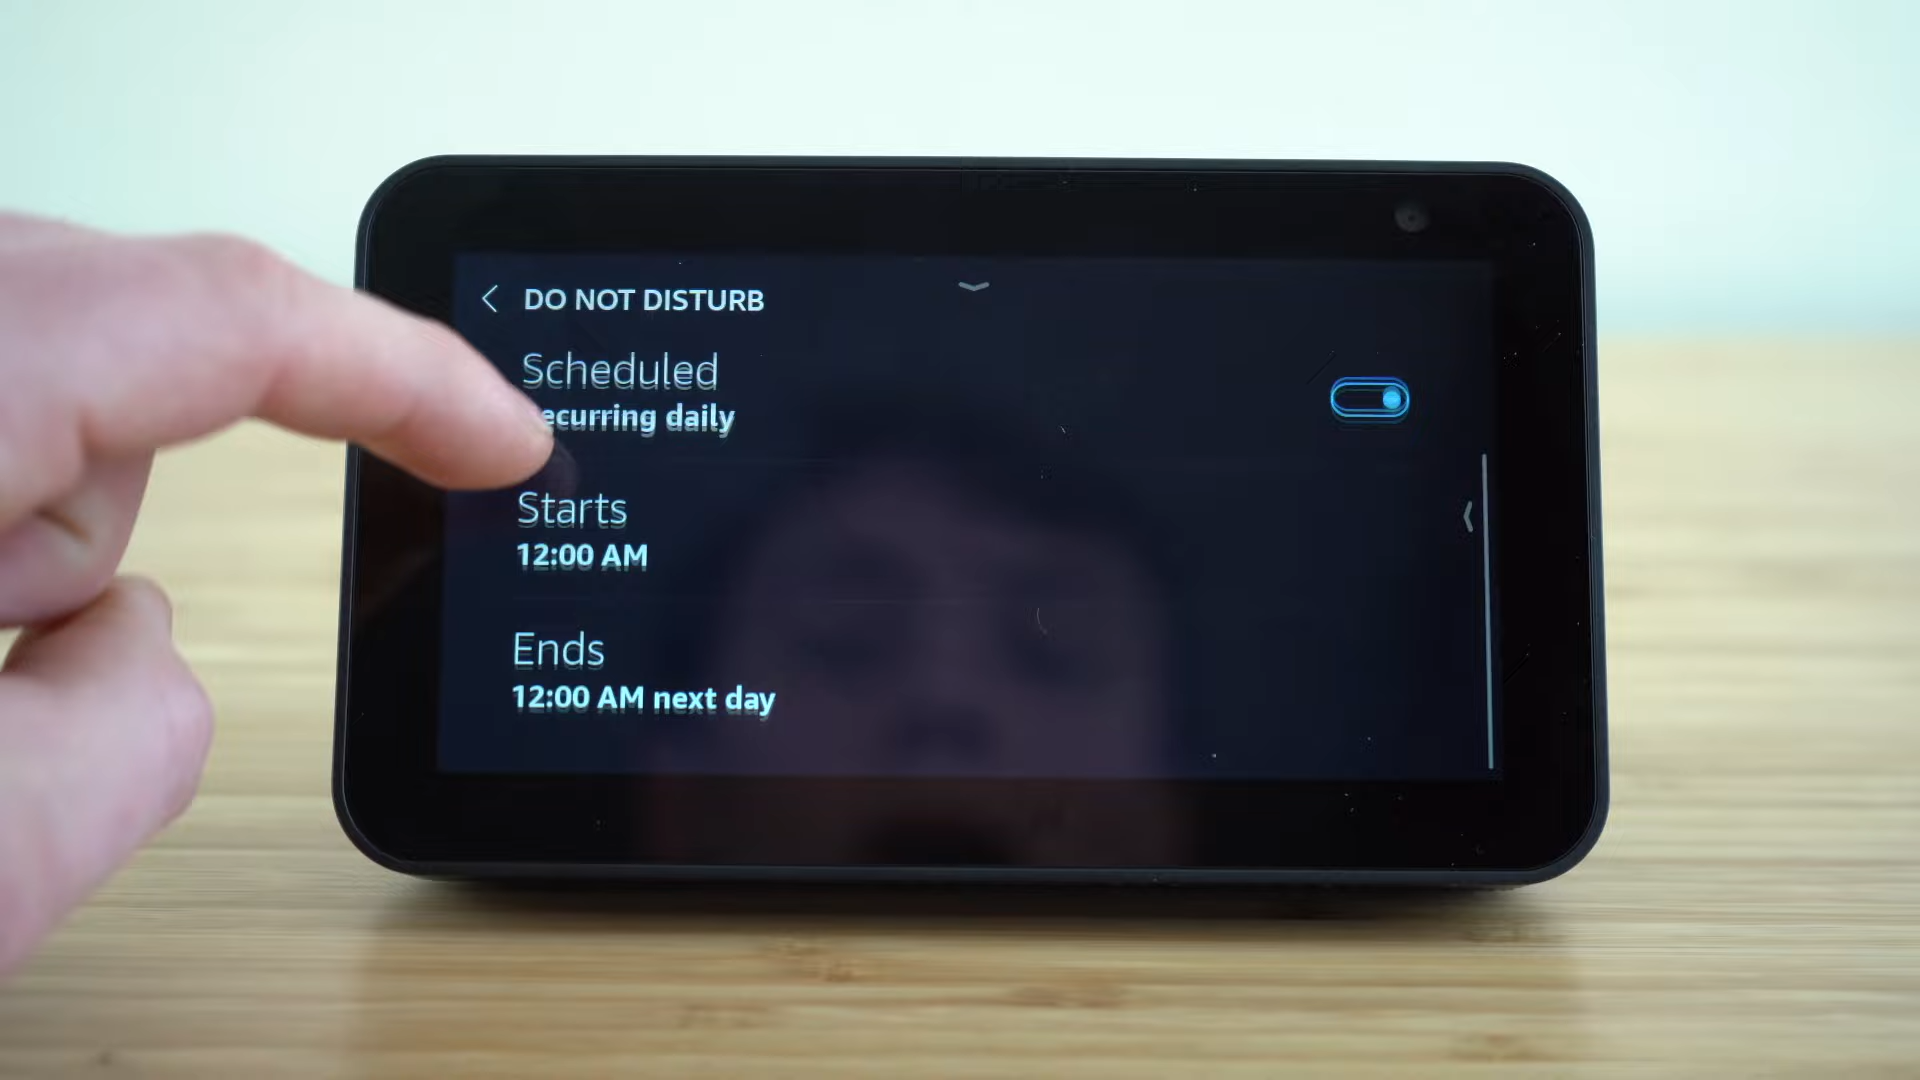 DO NOT DISTURB
Scheduled
ecurring daily
Starts
12:00 AM
Ends
12:00 AM next day